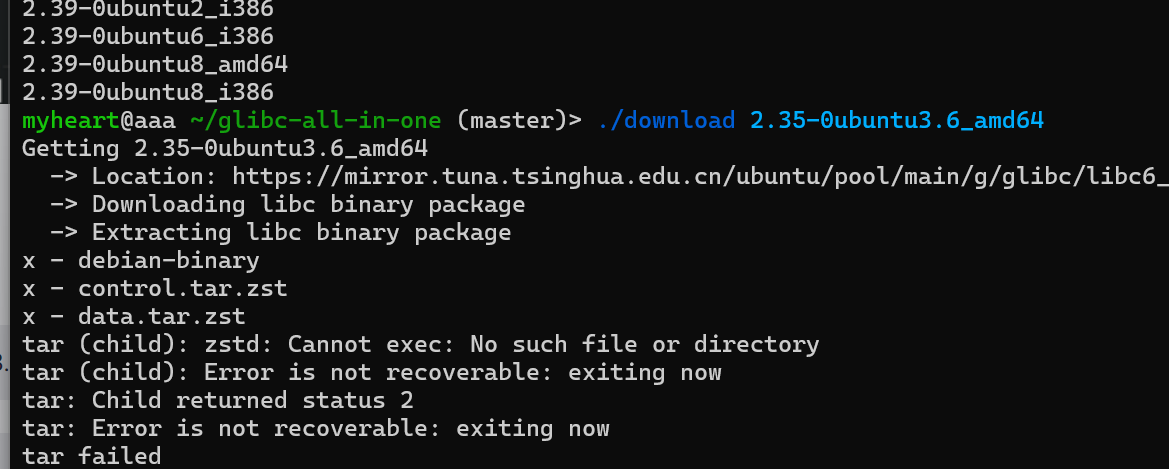 2.39-0ubuntu2_i386
2.39-0ubuntu6_i386
2.39-0ubuntu8_amd64
2.39-0ubuntu8_i386
myheart@aaa ~/glibc-all-in-one (master)> ./download 2.35-0ubuntu3.6_amd64
Getting 2.35-0ubuntu3.6_amd64
  -> Location: https://mirror.tuna.tsinghua.edu.cn/ubuntu/pool/main/g/glibc/libc6_
  -> Downloading libc binary package
  -> Extracting libc binary package
x - debian-binary
x - control.tar.zst
x - data.tar.zst
tar (child): zstd: Cannot exec: No such file or directory
tar (child): Error is not recoverable: exiting now
tar: Child returned status 2
tar: Error is not recoverable: exiting now
tar failed